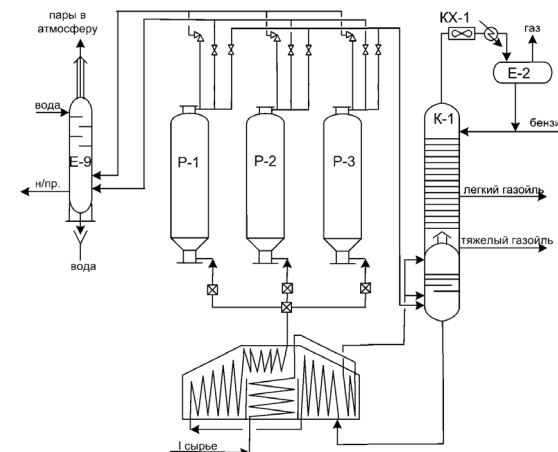 пары в
атмосферу
КХ-1
газ
Е-2
вода
К-1
бензи
Е-9
Р-1
Р-2
Р-3
н/пр.
легкий газойль
тяжелый газойль
вода
I сырье